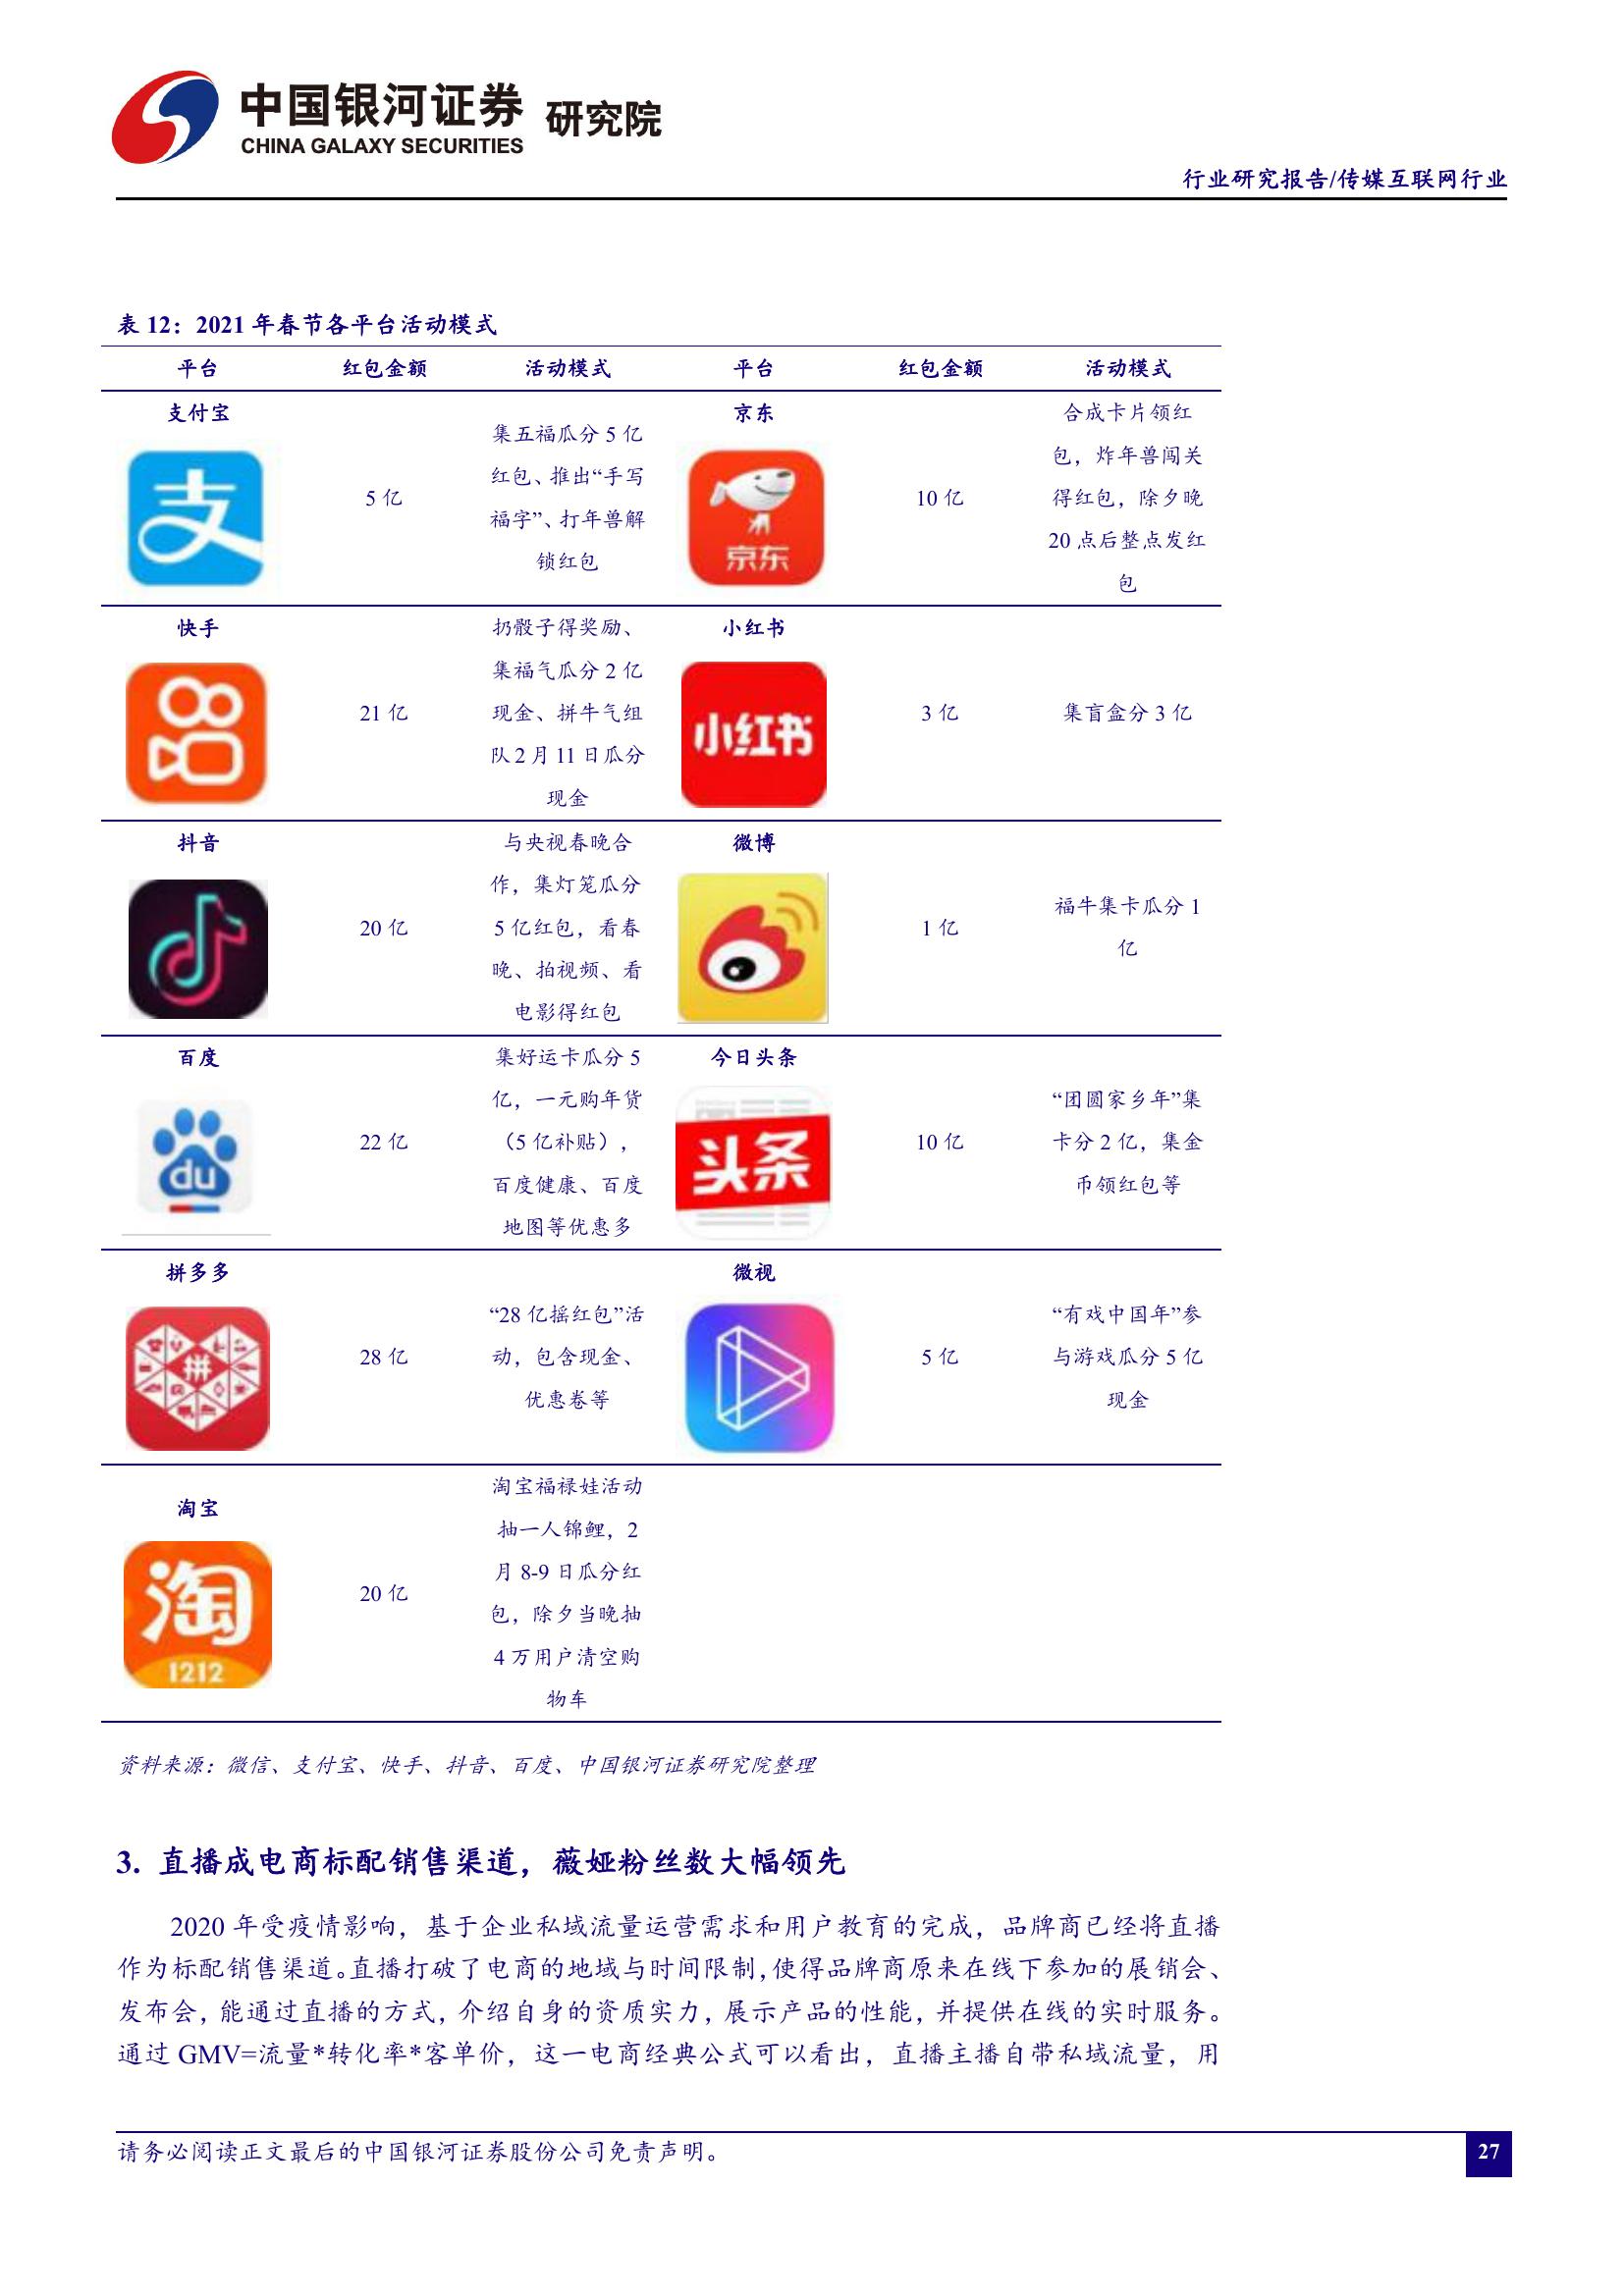 中国银河证券 研究院
CHINA GALAXY SECURITIES
行业研究报告/传媒互联网行业
表 12：2021 年春节各平台活动模式
平台 红包金额 活动模式 平台 红包金额 活动模式
支付宝
支
5 亿
集五福瓜分 5 亿
红包、推出“手写
福字”、打年兽解
锁红包
京东
京东
10 亿
合成卡片领红
包，炸年兽闯关
得红包，除夕晚
20 点后整点发红
包
快手
21 亿
扔骰子得奖励、
集福气瓜分 2 亿
现金、拼牛气组
队 2 月 11 日瓜分
现金
小红书
小红书
3 亿
集盲盒分 3 亿
抖音
20 亿
与央视春晚合
作，集灯笼瓜分
5 亿红包，看春
晚、拍视频、看
电影得红包
微博
1 亿
福牛集卡瓜分 1
亿
百度
du
22 亿
集好运卡瓜分 5
亿，一元购年货
（5 亿补贴），
百度健康、百度
地图等优惠多
今日头条
头条
10 亿
“团圆家乡年”集
卡分 2 亿，集金
币领红包等
拼多多
拼
28 亿
“28 亿摇红包”活
动，包含现金、
优惠卷等
微视
5 亿
“有戏中国年”参
与游戏瓜分 5 亿
现金
淘宝
淘
1212
20 亿
淘宝福禄娃活动
抽一人锦鲤，2
月 8-9 日瓜分红
包，除夕当晚抽
4 万用户清空购
物车
资料来源：微信、支付宝、快手、抖音、百度、中国银河证券研究院整理
3. 直播成电商标配销售渠道，薇娅粉丝数大幅领先
2020 年受疫情影响，基于企业私域流量运营需求和用户教育的完成，品牌商已经将直播
作为标配销售渠道。直播打破了电商的地域与时间限制，使得品牌商原来在线下参加的展销会、
发布会，能通过直播的方式，介绍自身的资质实力，展示产品的性能，并提供在线的实时服务。
通过 GMV=流量*转化率*客单价，这一电商经典公式可以看出，直播主播自带私域流量，用
请务必阅读正文最后的中国银河证券股份公司免责声明。
27